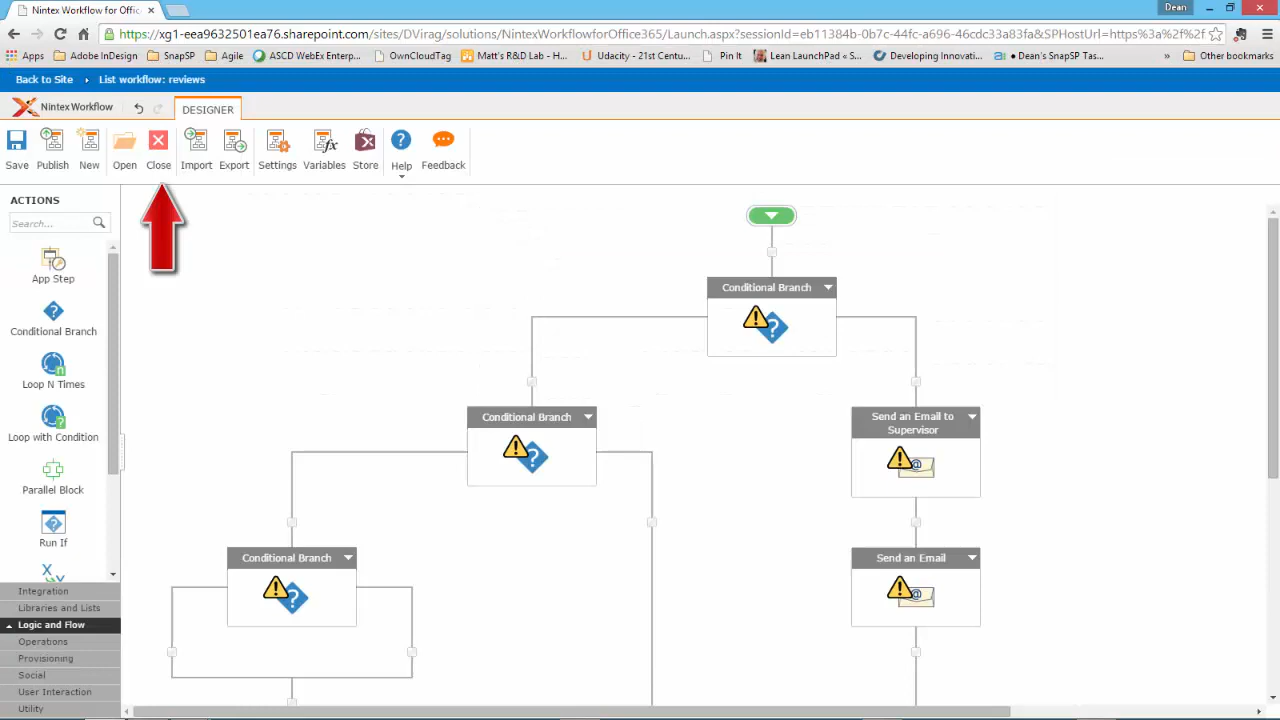 Nintex Workflow for Offic
Dean
https://xg1-eea9632501ea76.sharepoint.com/sites/DVirag/solutions/NintexWorkflowforOffice365/Launch.aspx?sessionId=eb11384b-0b7c-44fc-a696-46cdc33a83fa&SPHostUrl=https%3a%2f%2f
Apps Adobe InDesign SnapSP Agile ASCD WebEx Enterp... OwnCloudTag Matt's R&D Lab - H... Udacity - 21st Centu... Pin It Lean LaunchPad « S... Developing Innovati... Dean's SnapSP Tas... » Other bookmarks
Back to Site List workflow: reviews
Nintex Workflow DESIGNER
Save Publish New Open Close Import Export Settings Variables Store Help Feedback
ACTIONS
Search...
App Step
Conditional Branch
Loop N Times
Loop with Condition
Parallel Block
Run If
Integration
Libraries and Lists
Logic and Flow
Operations
Provisioning
Social
User Interaction
Utility
Conditional Branch
Conditional Branch
Send an Email to
Supervisor
Conditional Branch
Send an Email